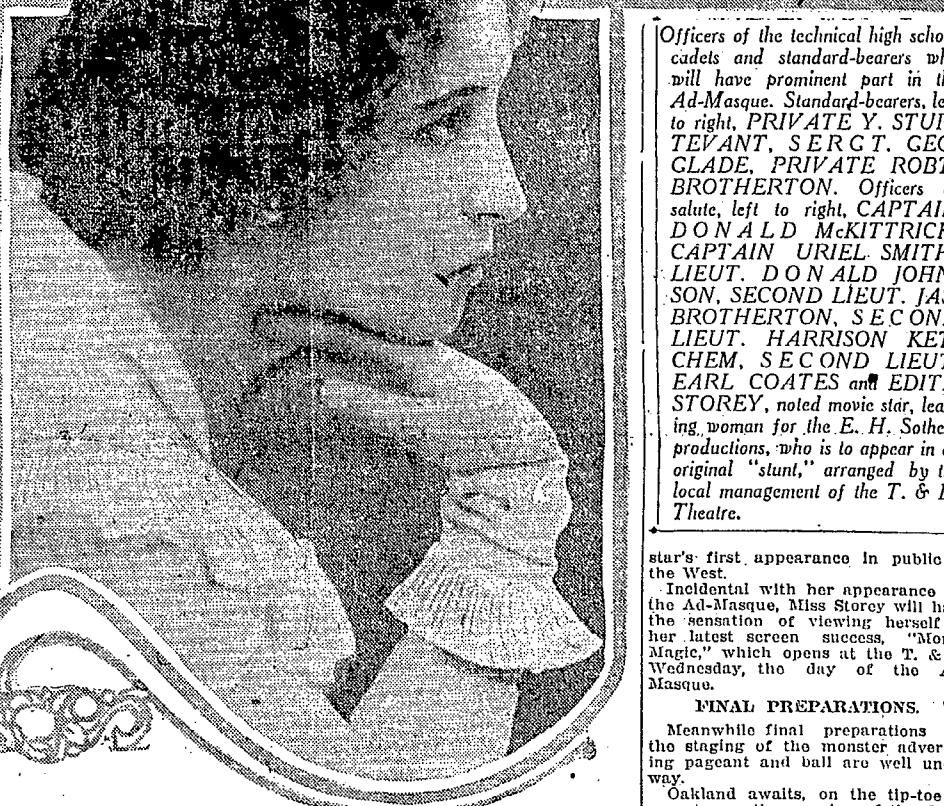 Officers of the technical high scho
cadets and standard-bearers wh
will have prominent part in th
Ad-Masque. Standard-bearers, le
to right, PRIVATE Y. STUR
TEVANT, SERGT. GEO
GLADE, PRIVATE ROBT
BROTHERTON. Officers
salute, left to right, CAPTAIN
DONALD McKITTRICK
CAPTAIN URIEL SMITH
LIEUT. DONALD JOHN
SON, SECOND LIEUT. JAS
BROTHERTON, SECON
LIEUT. HARRISON KET
CHEM, SECOND LIEUT
EARL COATES and EDIT
STOREY, noted movie star, lea
ing woman for the E. H. Sothe
productions, who is to appear in a
original "stunt," arranged by th
local management of the T. & D
Theatre.
star's first appearance in public
the West.
Incidental with her appearance
the Ad-Masque, Miss Storey will ha
the sensation of viewing herself
her latest screen success, "Mon
Magic," which opens at the T. &
Wednesday, the day of the A
Masque.
FINAL PREPARATIONS.
Meanwhile final preparations
the staging of the monster adver
ing pageant and ball are well un
way.
Oakland awaits, on the tip-toe